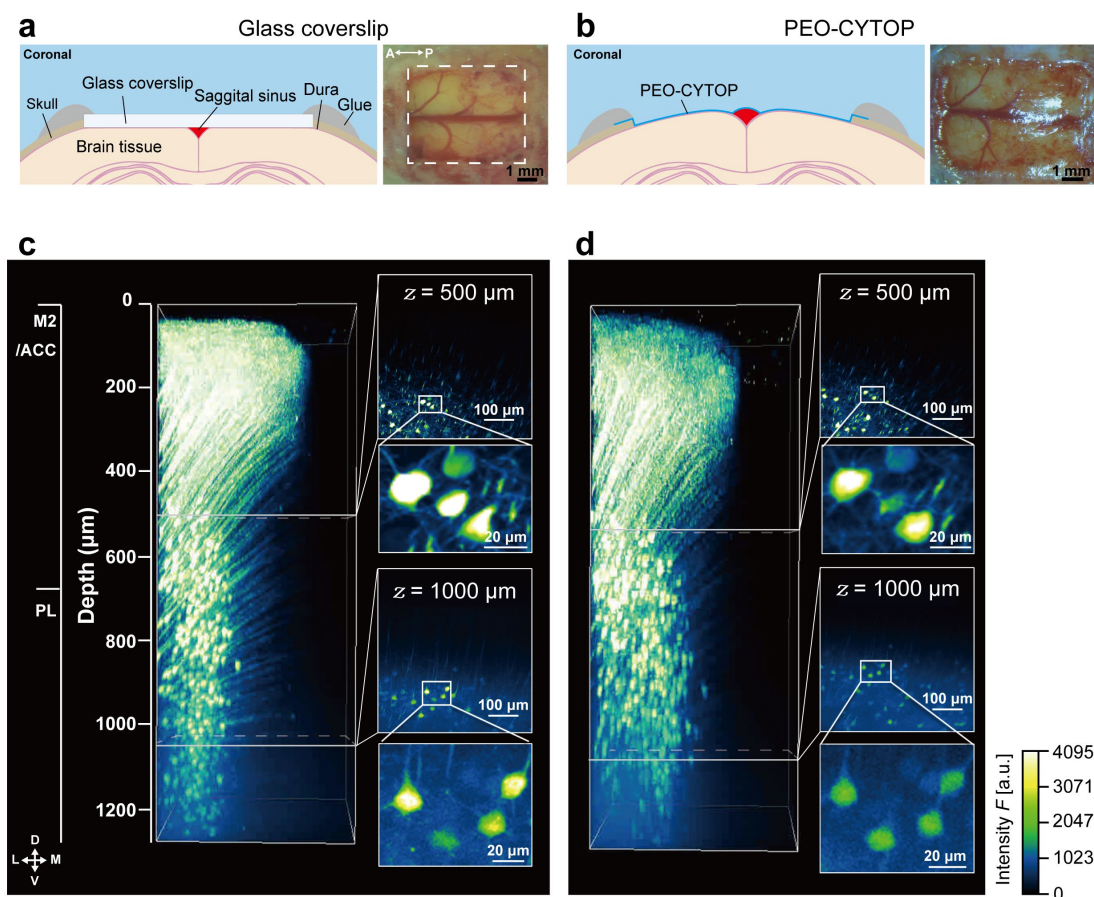 a
Glass coverslip
Coronal
Glass coverslip
Skull
Saggital sinus
Dura
Glue
Brain tissue
A
P
1 mm
b
PEO-CYTOP
Coronal
PEO-CYTOP
1 mm
c
M2
/ACC
PL
Depth (µm)
0
200
400
600
800
1000
1200
D
L
M
V
z = 500 µm
100 µm
20 µm
z = 1000 µm
100 µm
20 µm
d
z = 500 µm
100 µm
20 µm
z = 1000 µm
100 µm
20 µm
Intensity F [a.u.]
4095
3071
2047
1023
0